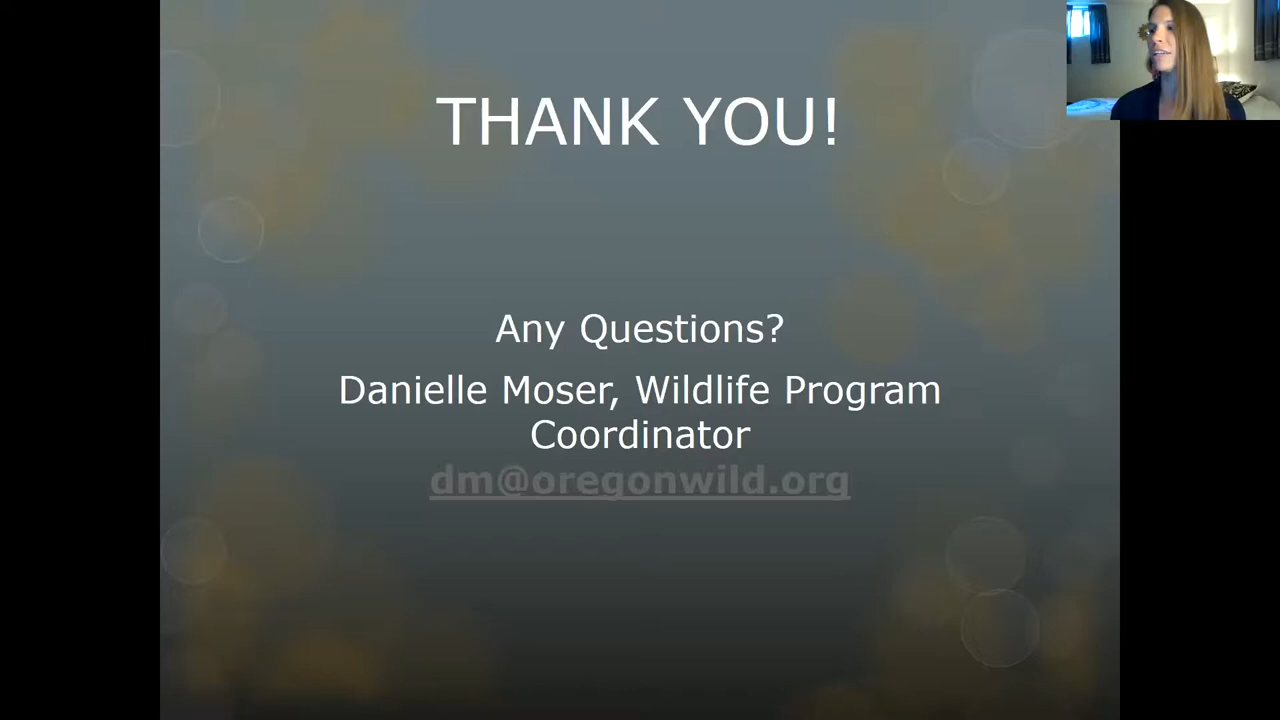 THANK YOU!
Any Questions?
Danielle Moser, Wildlife Program
Coordinator
dm@oregonwild.org